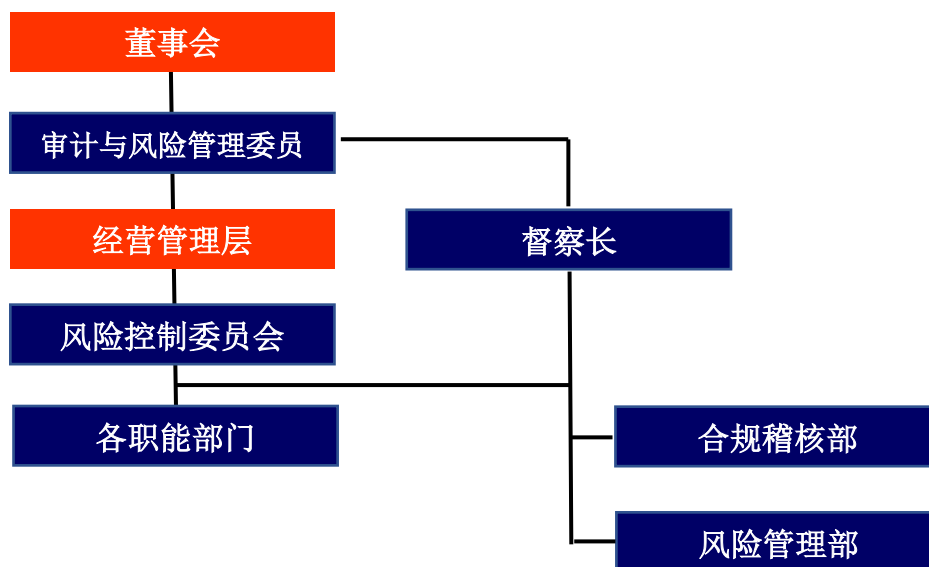 董事会
审计与风险管理委员
经营管理层
督察长
风险控制委员会
各职能部门
合规稽核部
风险管理部